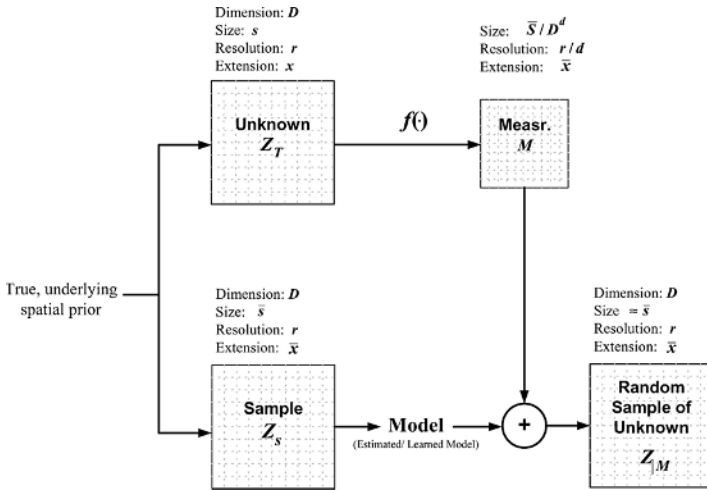 Dimension: D
Size: s
Resolution: r
Extension: x
Unknown
Z_T
f(·)
Size: S̅ / D^d
Resolution: r / d
Extension: x̅
Measr.
M
True, underlying
spatial prior
Dimension: D
Size: s̅
Resolution: r
Extension: x̅
Sample
Z_s
Model
(Estimated/ Learned Model)
+
Dimension: D
Size = s̅
Resolution: r
Extension: x̅
Random
Sample of
Unknown
Z_|M